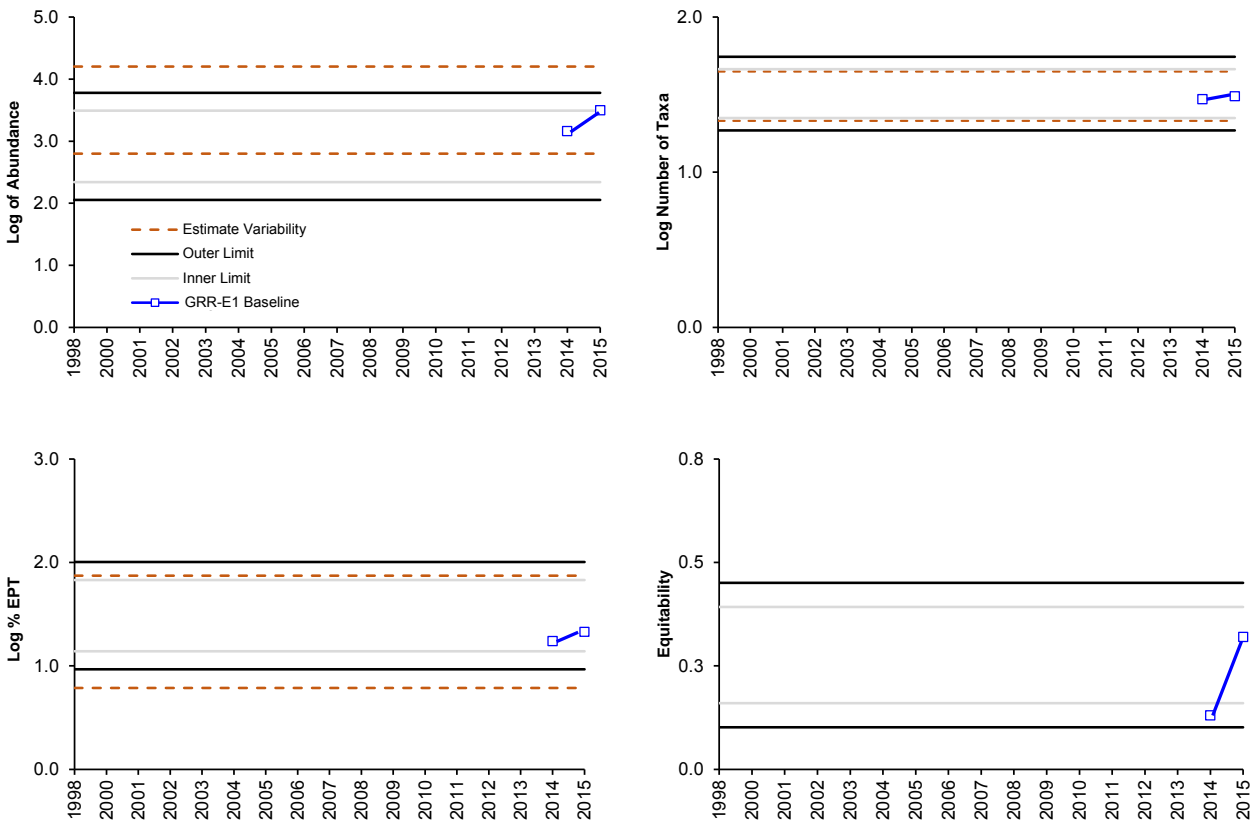 Log of Abundance
5.0
4.0
3.0
2.0
1.0
0.0
Estimate Variability
Outer Limit
Inner Limit
GRR-E1 Baseline
1998 2000 2001 2002 2003 2004 2005 2006 2007 2008 2009 2010 2011 2012 2013 2014 2015
Log Number of Taxa
2.0
1.0
0.0
1998 2000 2001 2002 2003 2004 2005 2006 2007 2008 2009 2010 2011 2012 2013 2014 2015
Log % EPT
3.0
2.0
1.0
0.0
1998 2000 2001 2002 2003 2004 2005 2006 2007 2008 2009 2010 2011 2012 2013 2014 2015
Equitability
0.8
0.5
0.3
0.0
1998 2000 2001 2002 2003 2004 2005 2006 2007 2008 2009 2010 2011 2012 2013 2014 2015